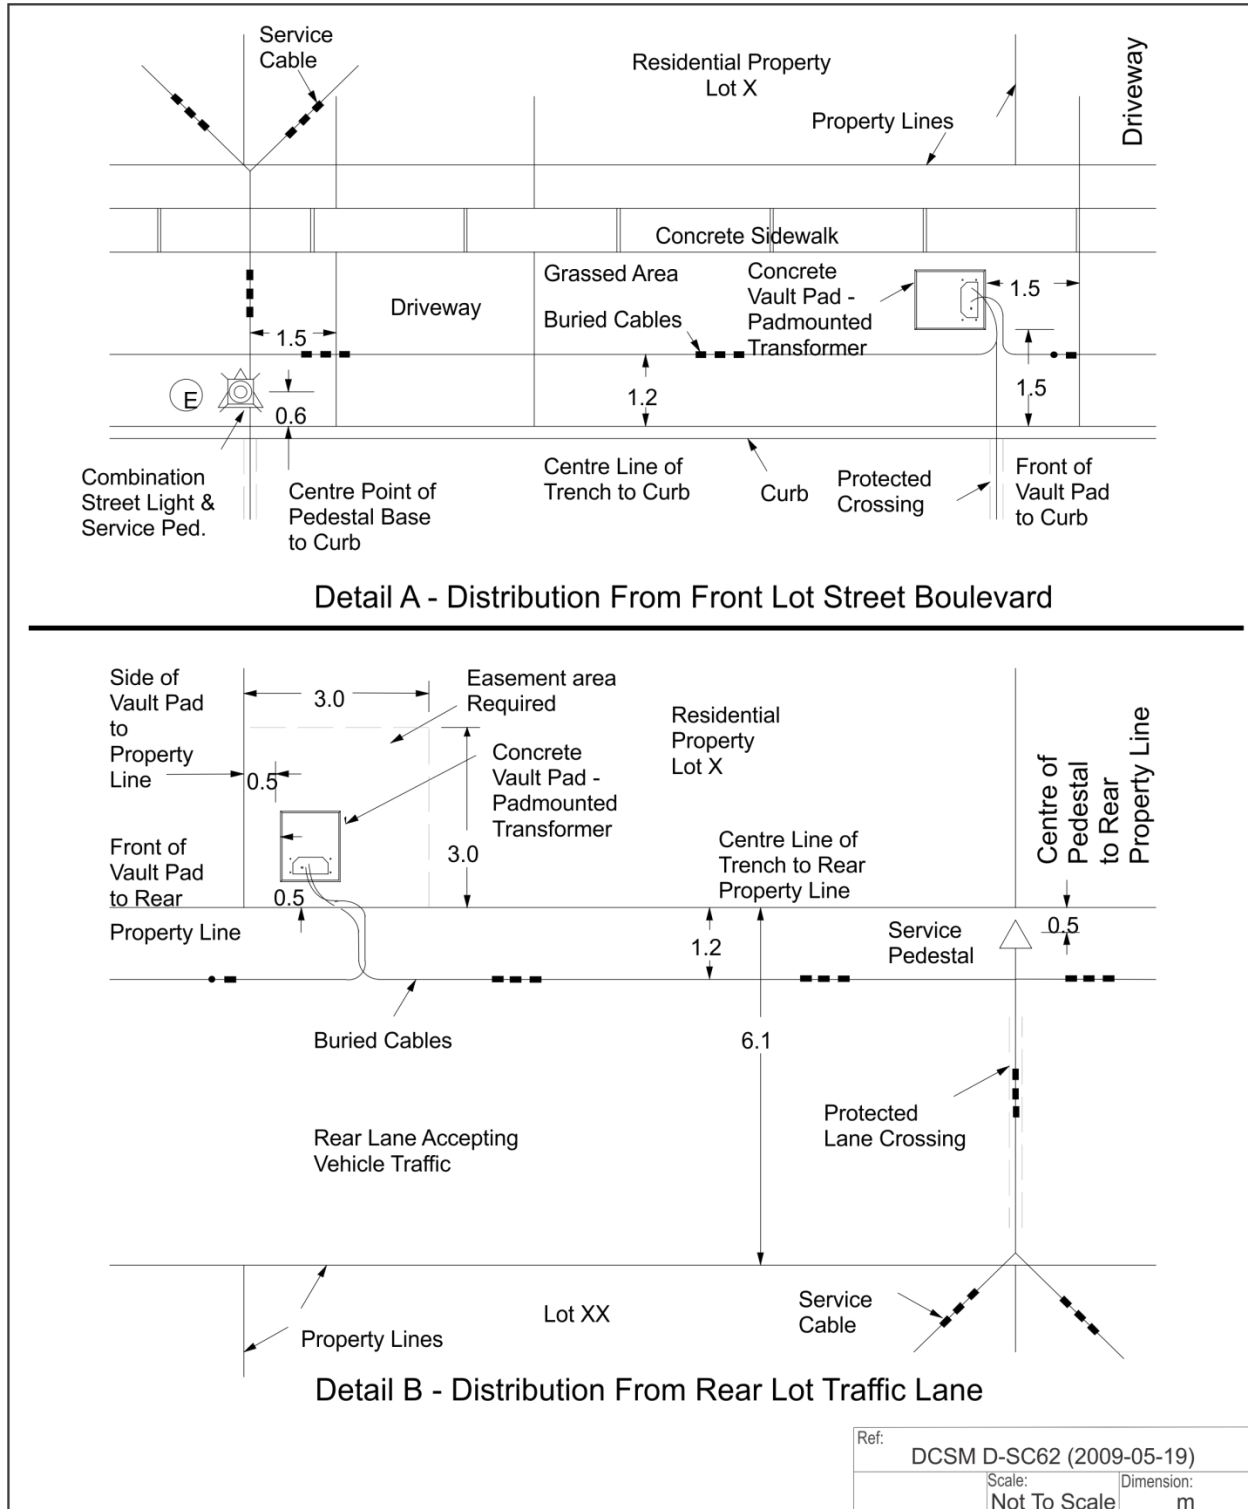 Service
Cable
Residential Property
Lot X
Property Lines
Driveway
Concrete Sidewalk
Grassed Area
Concrete
Vault Pad -
Padmounted
Transformer
1.5
Driveway
Buried Cables
1.5
1.2
1.5
E
0.6
Combination
Street Light &
Service Ped.
Centre Point of
Pedestal Base
to Curb
Centre Line of
Trench to Curb
Curb
Protected
Crossing
Front of
Vault Pad
to Curb
Detail A - Distribution From Front Lot Street Boulevard
Side of
Vault Pad
to
Property
Line
3.0
Easement area
Required
Residential
Property
Lot X
0.5
Concrete
Vault Pad -
Padmounted
Transformer
Centre of
Pedestal
to Rear
Property Line
Front of
Vault Pad
to Rear
Property Line
0.5
3.0
Centre Line of
Trench to Rear
Property Line
1.2
Service
Pedestal
0.5
Buried Cables
6.1
Rear Lane Accepting
Vehicle Traffic
Protected
Lane Crossing
Property Lines
Lot XX
Service
Cable
Detail B - Distribution From Rear Lot Traffic Lane
Ref:
DCSM D-SC62 (2009-05-19)
Scale:
Not To Scale
Dimension:
m